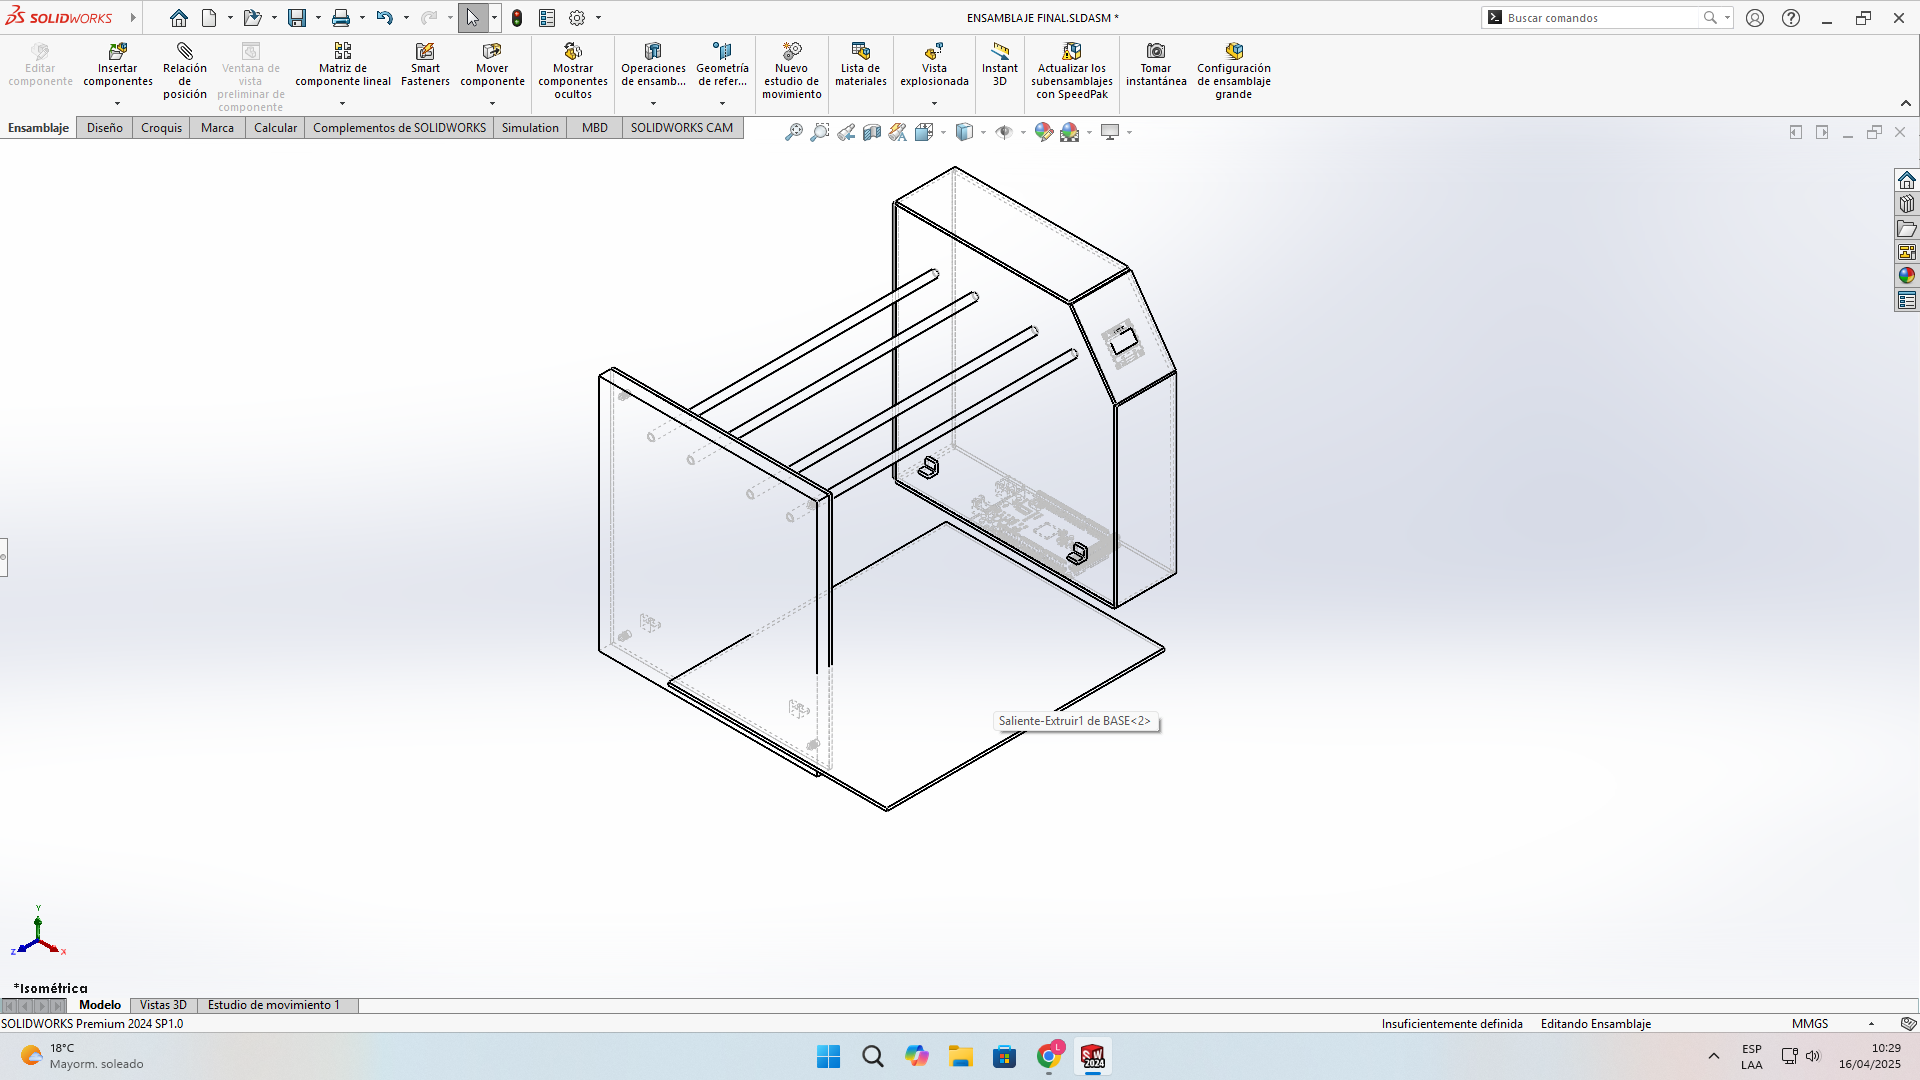 SOLIDWORKS
ENSAMBLAJE FINAL.SLDASM *
Buscar comandos
Editar componente
Insertar componentes
Relación de posición
Ventana de vista preliminar de componente
Matriz de componente lineal
Smart Fasteners
Mover componente
Mostrar componentes ocultos
Operaciones de ensamb...
Geometría de refer...
Nuevo estudio de movimiento
Lista de materiales
Vista explosionada
Instant 3D
Actualizar los subensamblajes con SpeedPak
Tomar instantánea
Configuración de ensamblaje grande
Ensamblaje
Diseño
Croquis
Marca
Calcular
Complementos de SOLIDWORKS
Simulation
MBD
SOLIDWORKS CAM
Saliente-Extruir1 de BASE<2>
Y
Z
X
*Isométrica
Modelo
Vistas 3D
Estudio de movimiento 1
SOLIDWORKS Premium 2024 SP1.0
Insuficientemente definida
Editando Ensamblaje
MMGS
18°C
Mayorm. soleado
L
SW
2024
ESP
LAA
10:29
16/04/2025